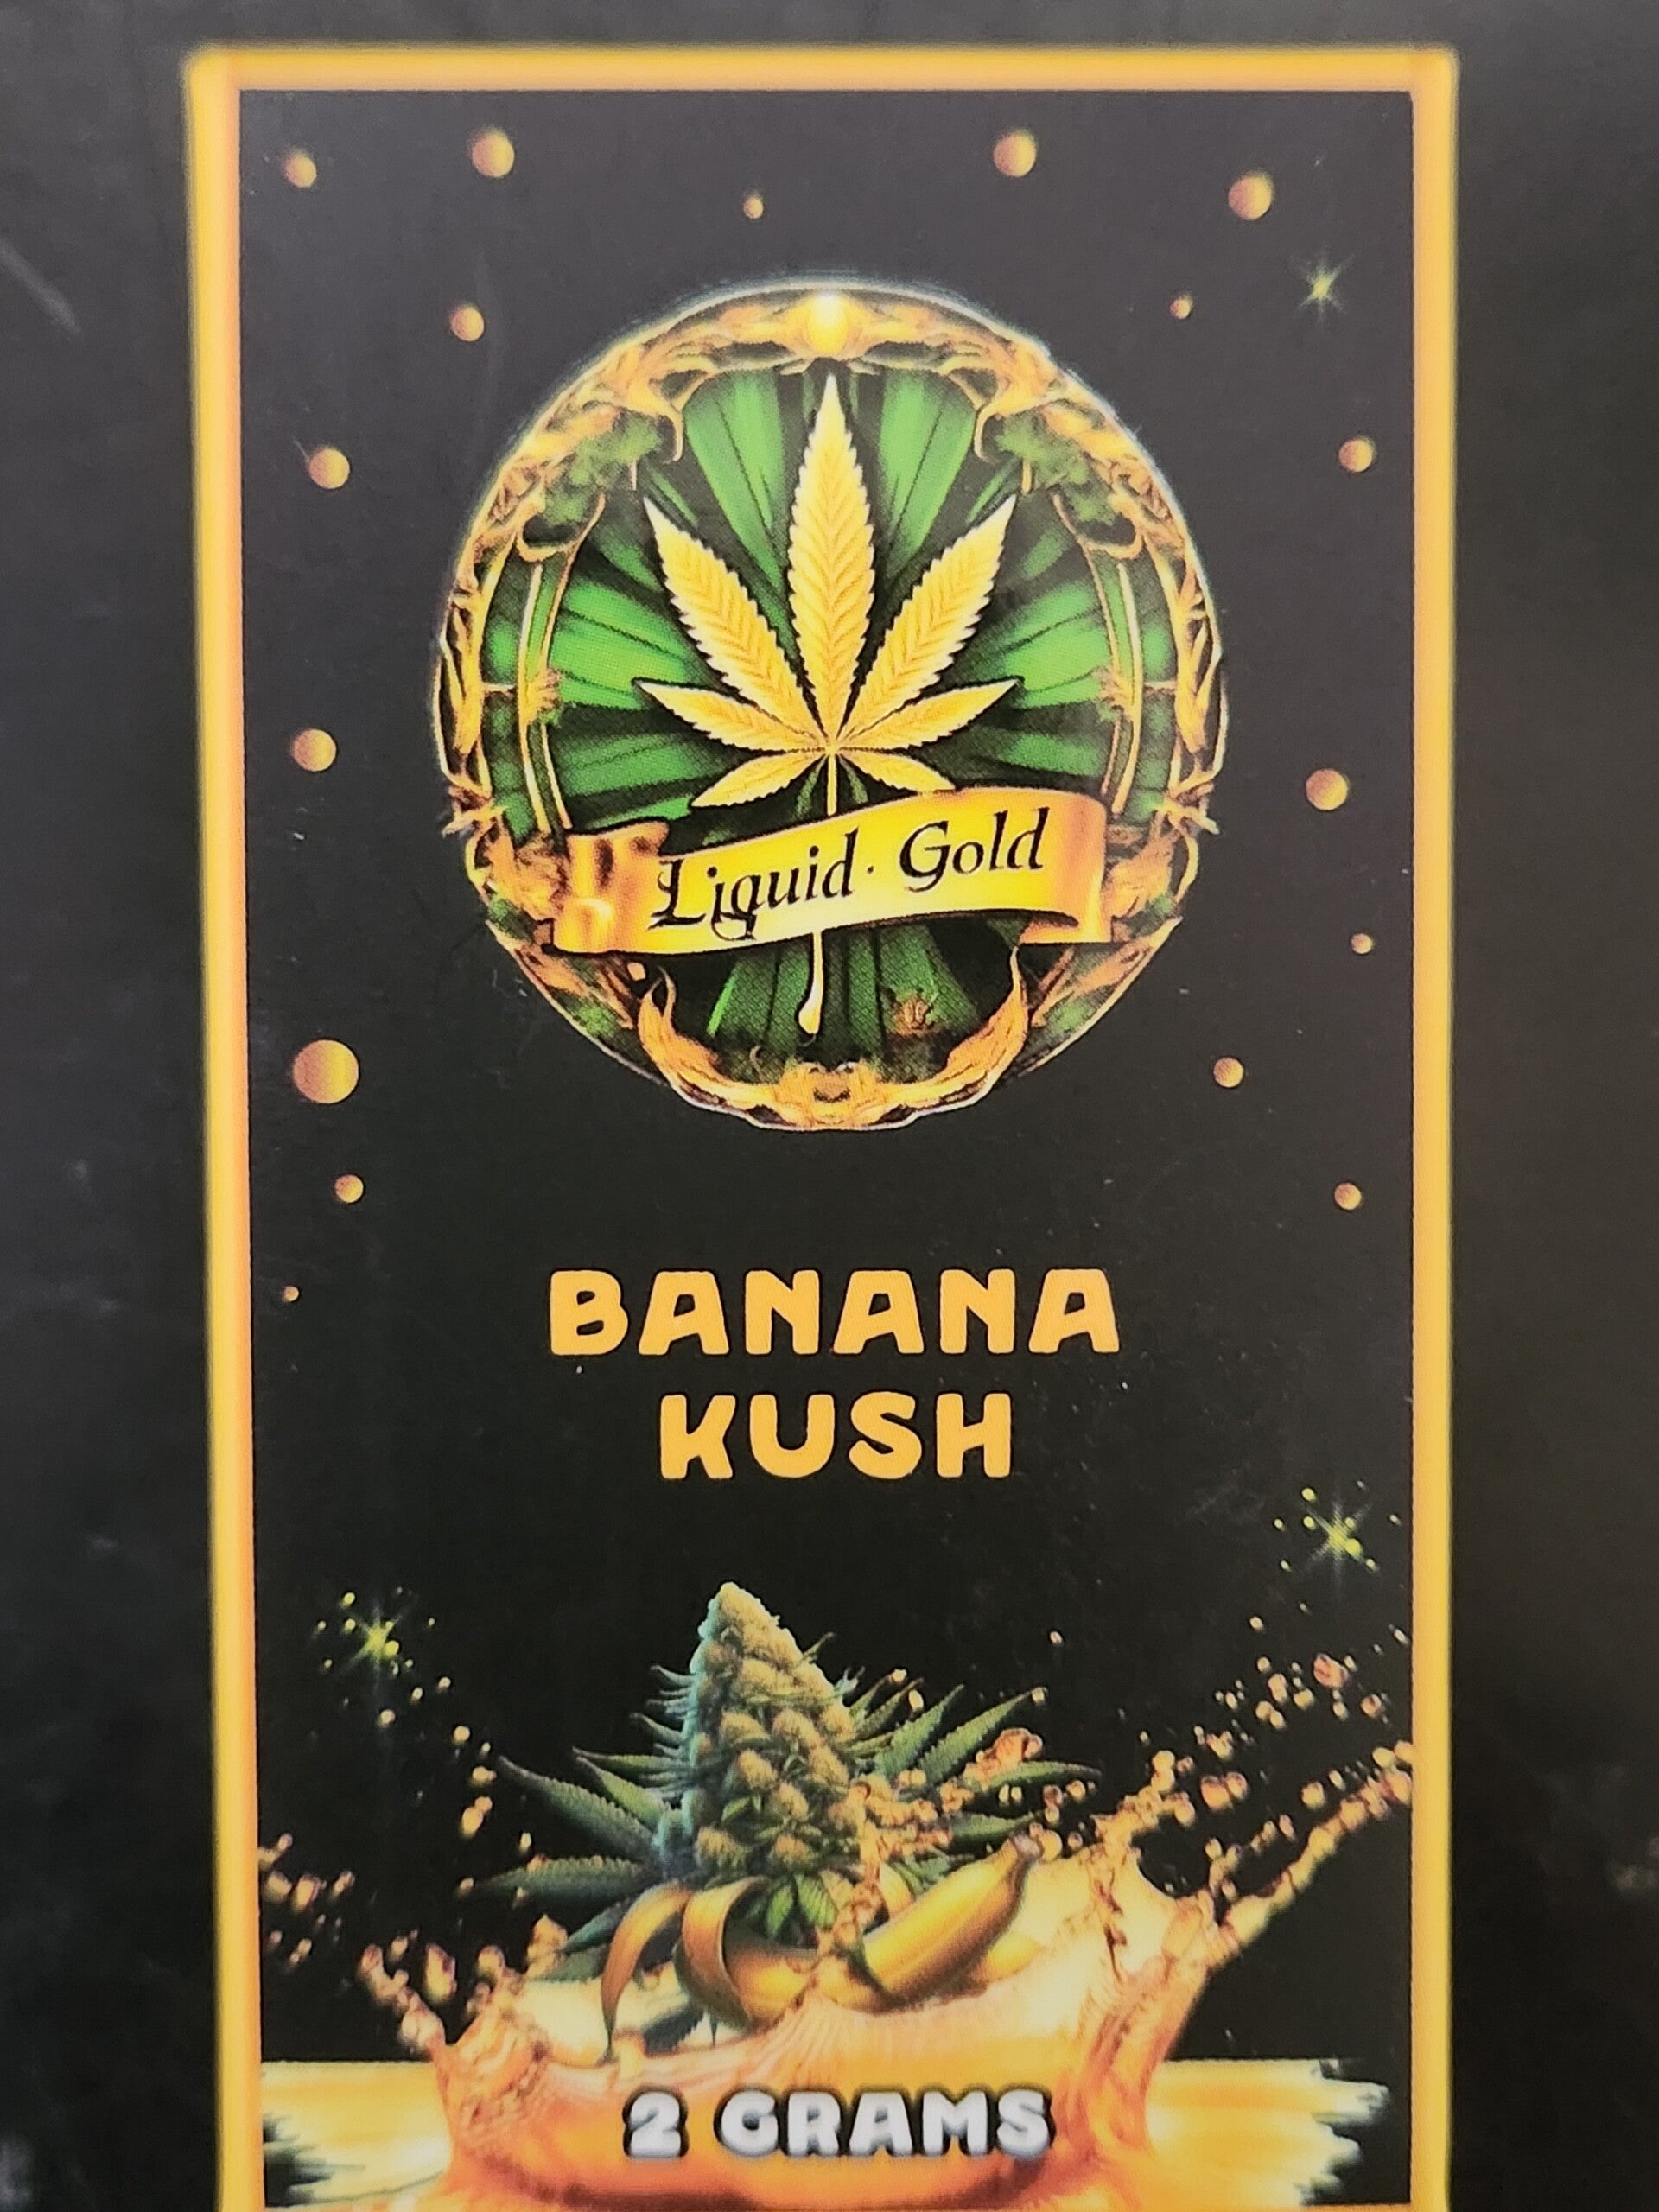 Liquid · Gold
BANANA
KUSH
2 GRAMS